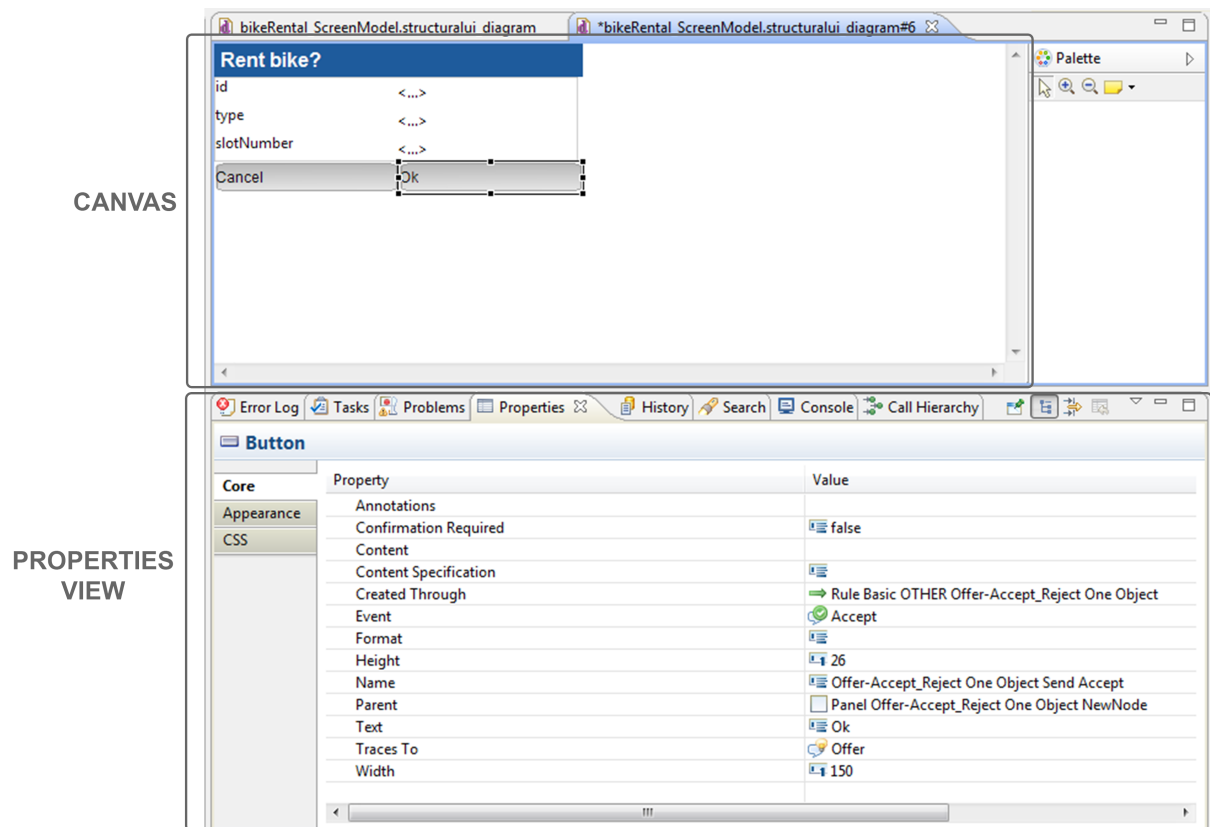 bikeRental_ScreenModel.structuralui_diagram
*bikeRental_ScreenModel.structuralui_diagram#6
Rent bike?
Palette
id <...>
type <...>
slotNumber <...>
Cancel Ok
CANVAS
Error Log Tasks Problems Properties History Search Console Call Hierarchy
Button
Core
Appearance
CSS
Property Value
Annotations
Confirmation Required false
Content
Content Specification
Created Through Rule Basic OTHER Offer-Accept_Reject One Object
Event Accept
Format
Height 26
Name Offer-Accept_Reject One Object Send Accept
Parent Panel Offer-Accept_Reject One Object NewNode
Text Ok
Traces To Offer
Width 150
PROPERTIES
VIEW